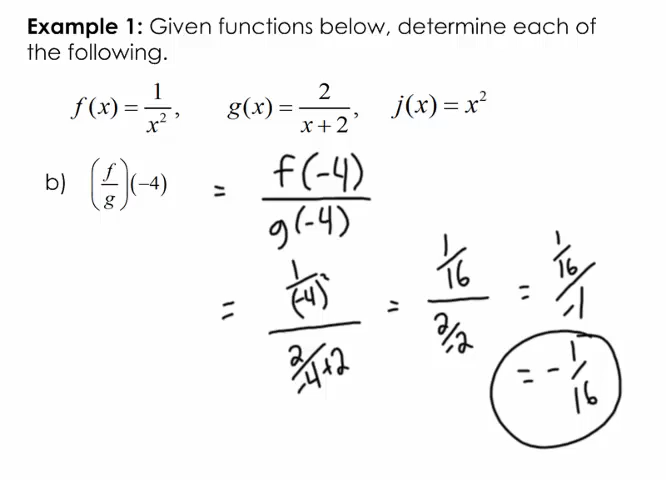 Example 1: Given functions below, determine each of
the following.
f(x) = 1/x², g(x) = 2/(x+2), j(x) = x²
b) (f/g)(−4) = f(-4)/g(-4)
= (1/(-4)²)/(2/(-4+2)) = (1/16)/(2/-2) = (1/16)/-1
= -1/16